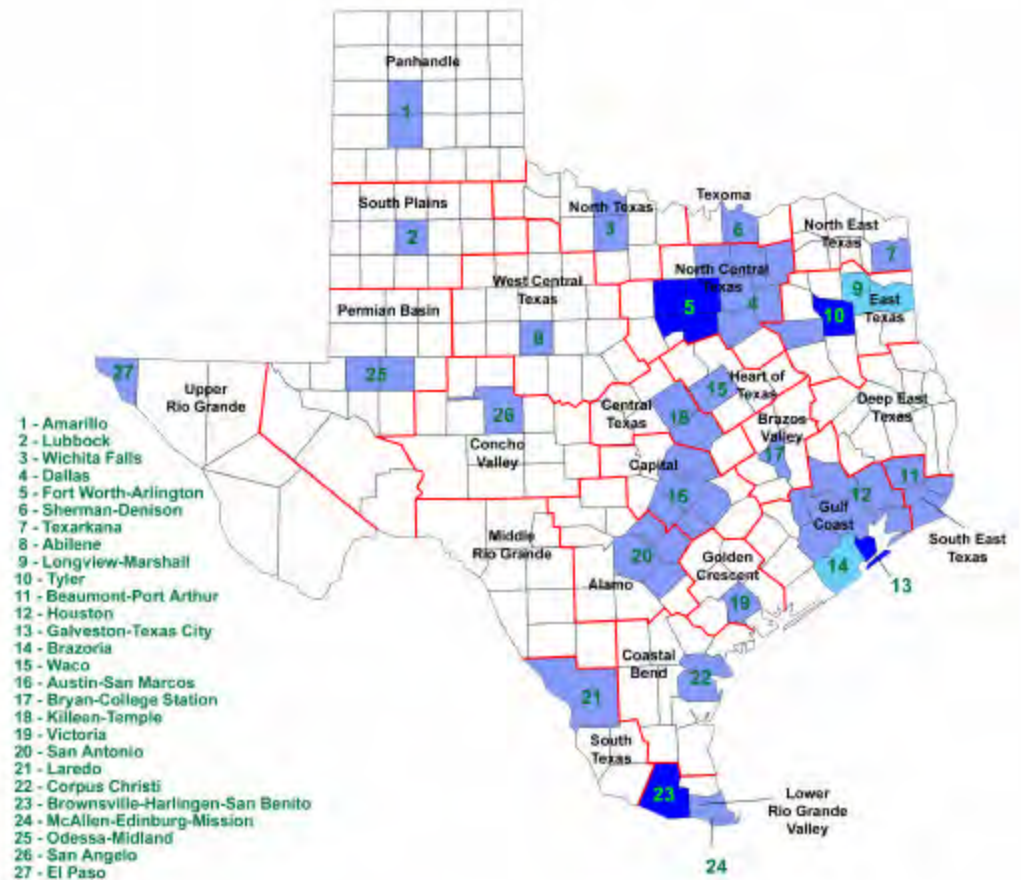 Panhandle
1
South Plains
2
North Texas
3
Texoma
6
North East
Texas
7
West Central
Texas
8
North Central
Texas
4
5
9
East
Texas
10
Permian Basin
25
27
Upper
Rio Grande
26
Concho
Valley
Central
Texas
18
15
Heart of
Texas
Brazos
Valley
17
Deep East
Texas
Capital
16
11
12
Gulf
Coast
South East
Texas
14
13
Middle
Rio Grande
20
Alamo
Golden
Crescent
19
Coastal
Bend
22
21
South
Texas
23
Lower
Rio Grande
Valley
24
1 - Amarillo
2 - Lubbock
3 - Wichita Falls
4 - Dallas
5 - Fort Worth-Arlington
6 - Sherman-Denison
7 - Texarkana
8 - Abilene
9 - Longview-Marshall
10 - Tyler
11 - Beaumont-Port Arthur
12 - Houston
13 - Galveston-Texas City
14 - Brazoria
15 - Waco
16 - Austin-San Marcos
17 - Bryan-College Station
18 - Killeen-Temple
19 - Victoria
20 - San Antonio
21 - Laredo
22 - Corpus Christi
23 - Brownsville-Harlingen-San Benito
24 - McAllen-Edinburg-Mission
25 - Odessa-Midland
26 - San Angelo
27 - El Paso